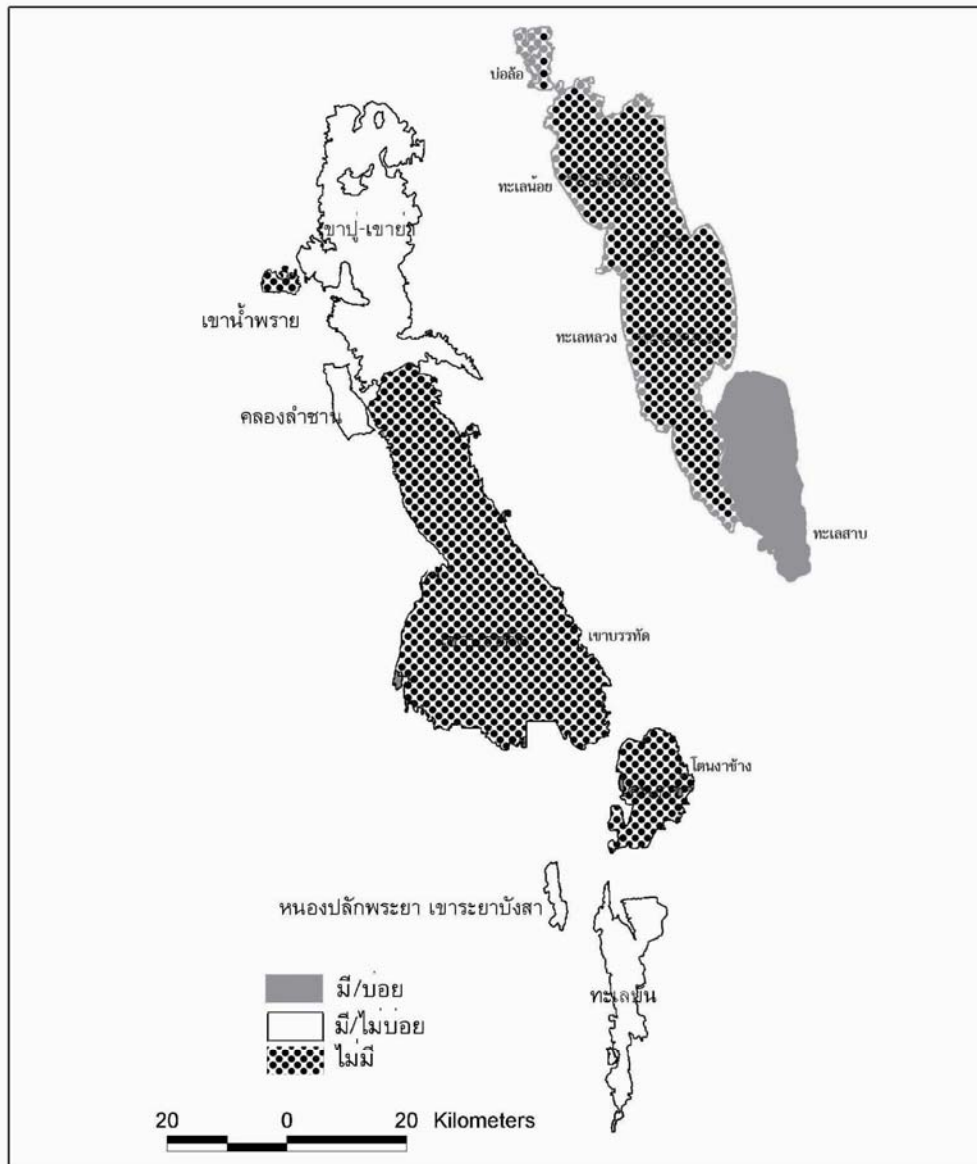 บ่อล้อ
ทะเลน้อย
ขาปู่-เขาย่า
เขาน้ำพราย
ทะเลหลวง
คลองลำชาน
ทะเลสาบ
เขาบรรทัด
โตนงาช้าง
หนองปลักพระยา เขาระยาบังสา
ทะเลบัน
มี/บ่อย
มี/ไม่บ่อย
ไม่มี
20 0 20 Kilometers